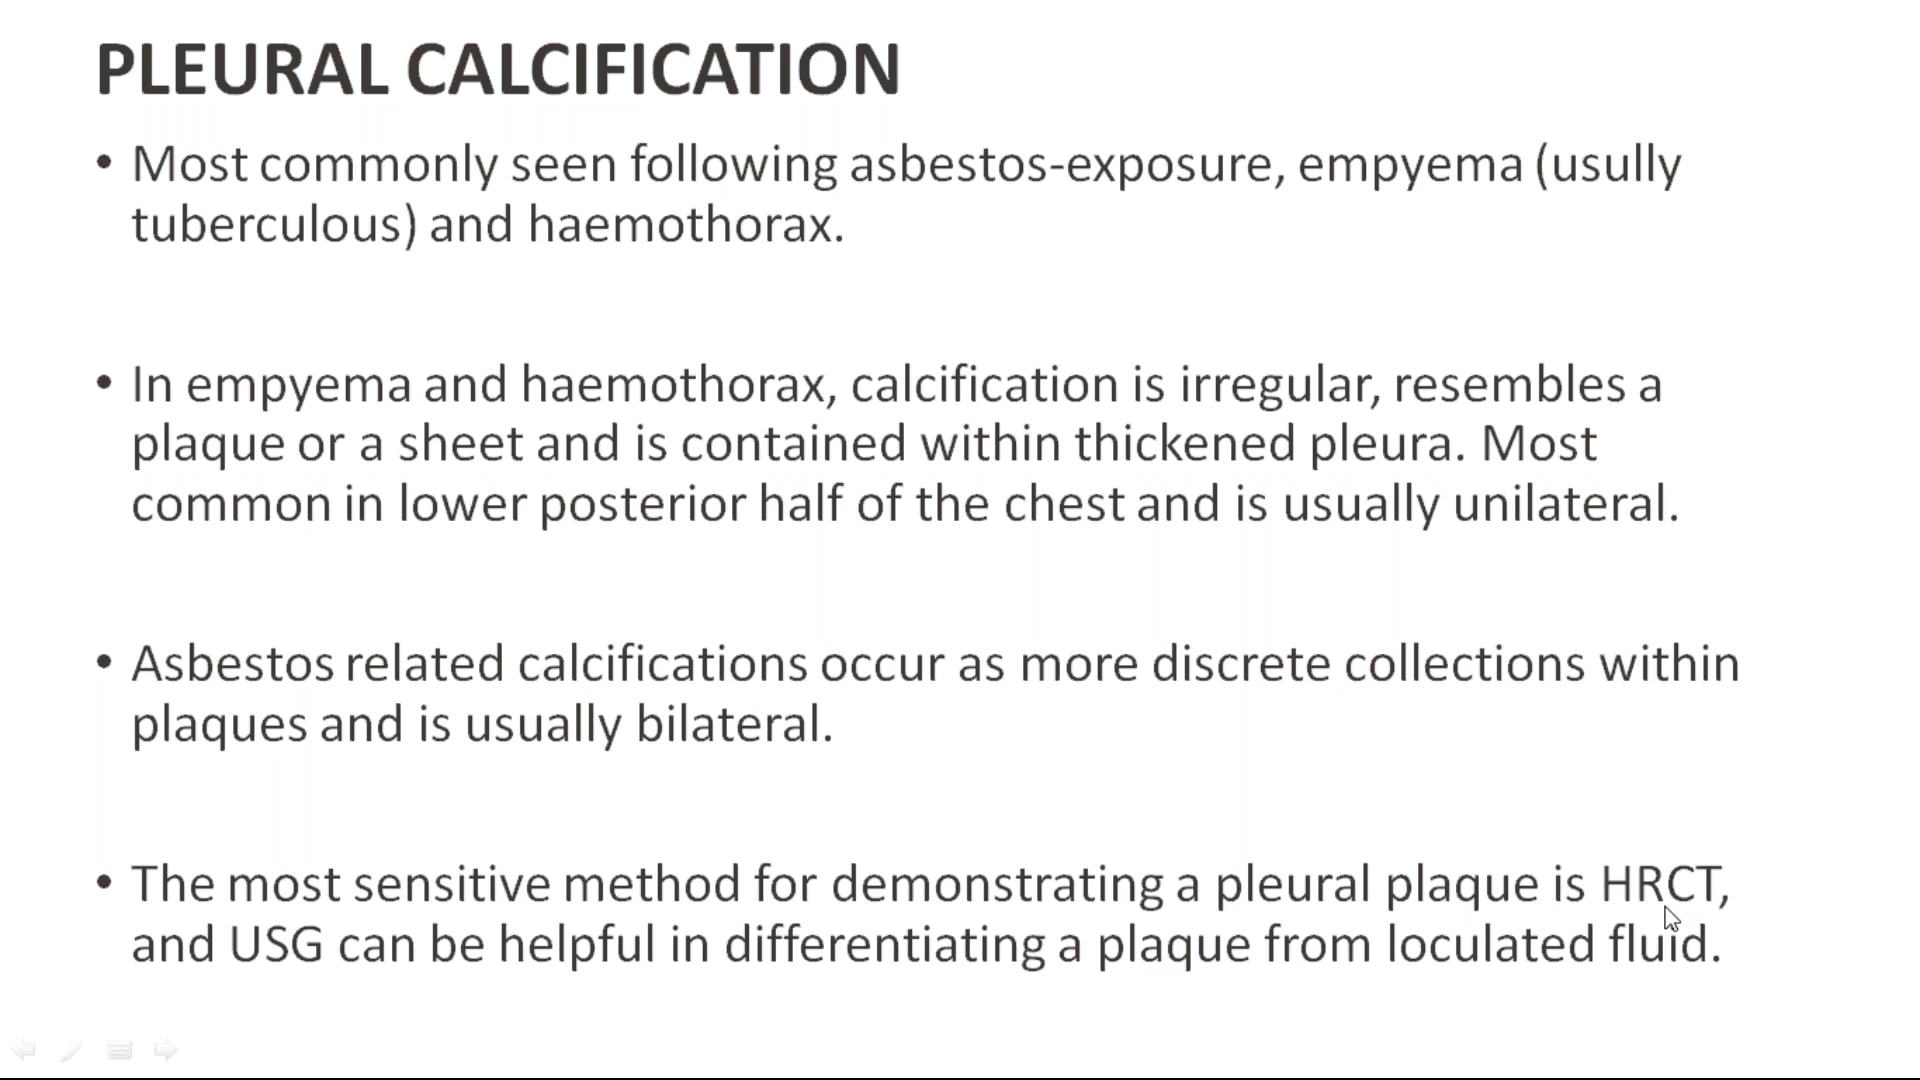 PLEURAL CALCIFICATION
• Most commonly seen following asbestos-exposure, empyema (usully
tuberculous) and haemothorax.
• In empyema and haemothorax, calcification is irregular, resembles a
plaque or a sheet and is contained within thickened pleura. Most
common in lower posterior half of the chest and is usually unilateral.
• Asbestos related calcifications occur as more discrete collections within
plaques and is usually bilateral.
• The most sensitive method for demonstrating a pleural plaque is HRCT,
and USG can be helpful in differentiating a plaque from loculated fluid.